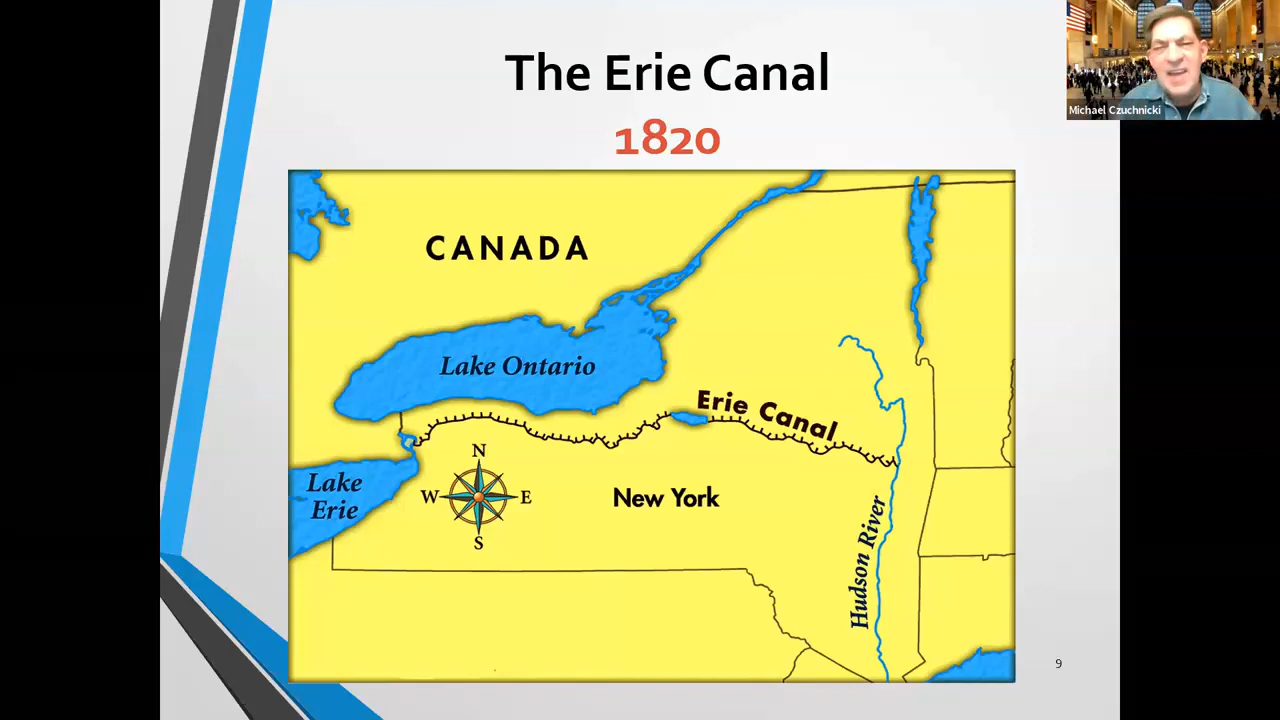 The Erie Canal
1820
Michael Czuchnicki
CANADA
Lake Ontario
Erie Canal
Lake
Erie
N
W
E
S
New York
Hudson River
9